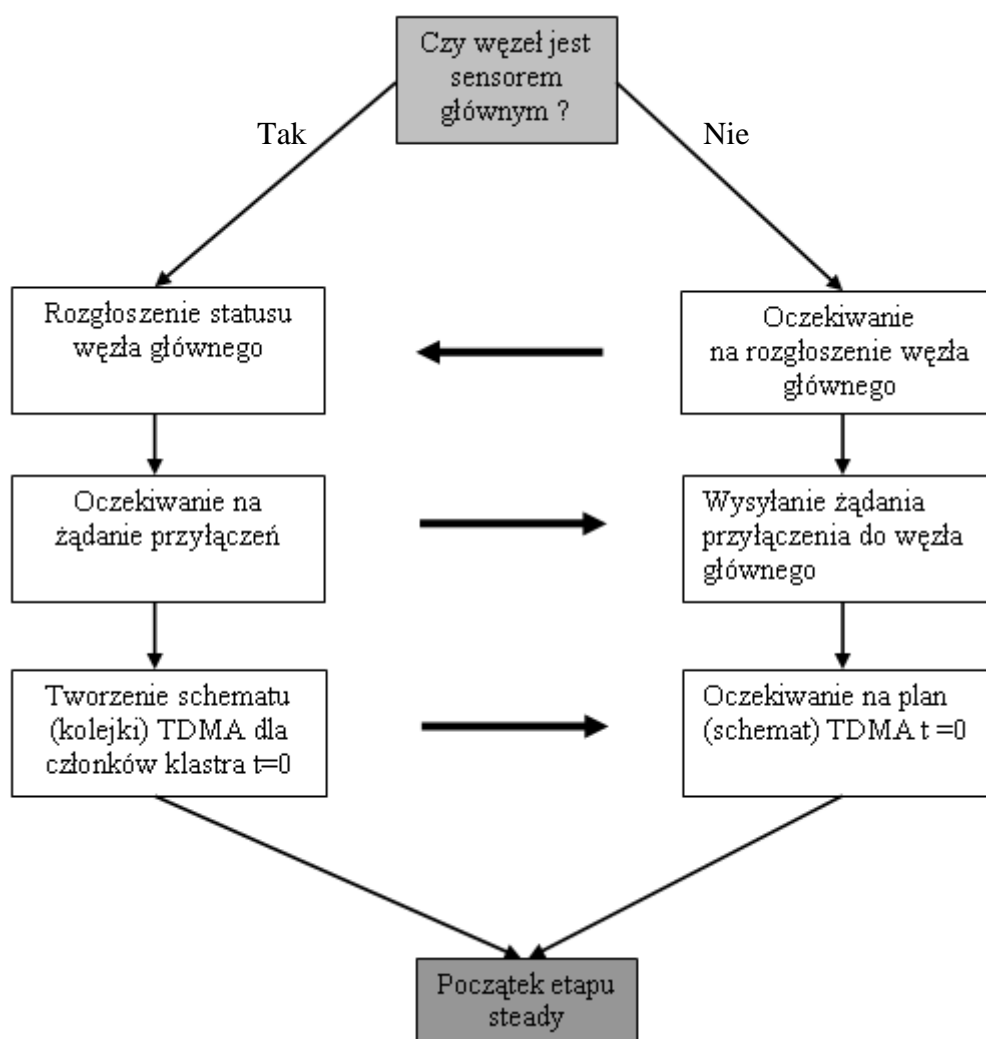 Czy węzeł jest
sensorem
głównym ?
Tak
Nie
Rozgłoszenie statusu
węzła głównego
Oczekiwanie
na rozgłoszenie węzła
głównego
Oczekiwanie na
żądanie przyłączeń
Wysyłanie żądania
przyłączenia do węzła
głównego
Tworzenie schematu
(kolejki) TDMA dla
członków klastra t=0
Oczekiwanie na plan
(schemat) TDMA t =0
Początek etapu
steady